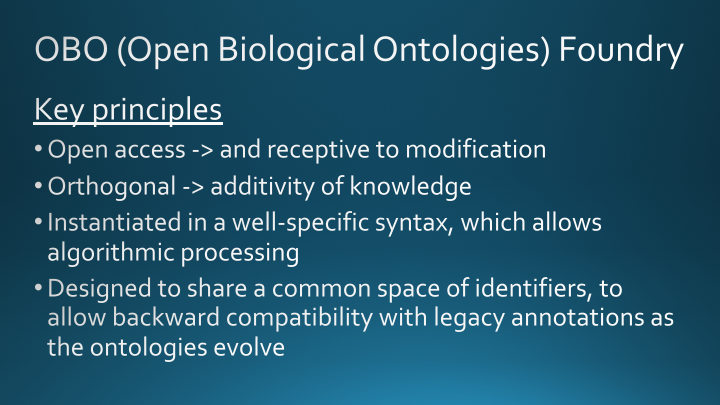 OBO (Open Biological Ontologies) Foundry
Key principles
• Open access -> and receptive to modification
• Orthogonal -> additivity of knowledge
• Instantiated in a well-specific syntax, which allows
algorithmic processing
• Designed to share a common space of identifiers, to
allow backward compatibility with legacy annotations as
the ontologies evolve